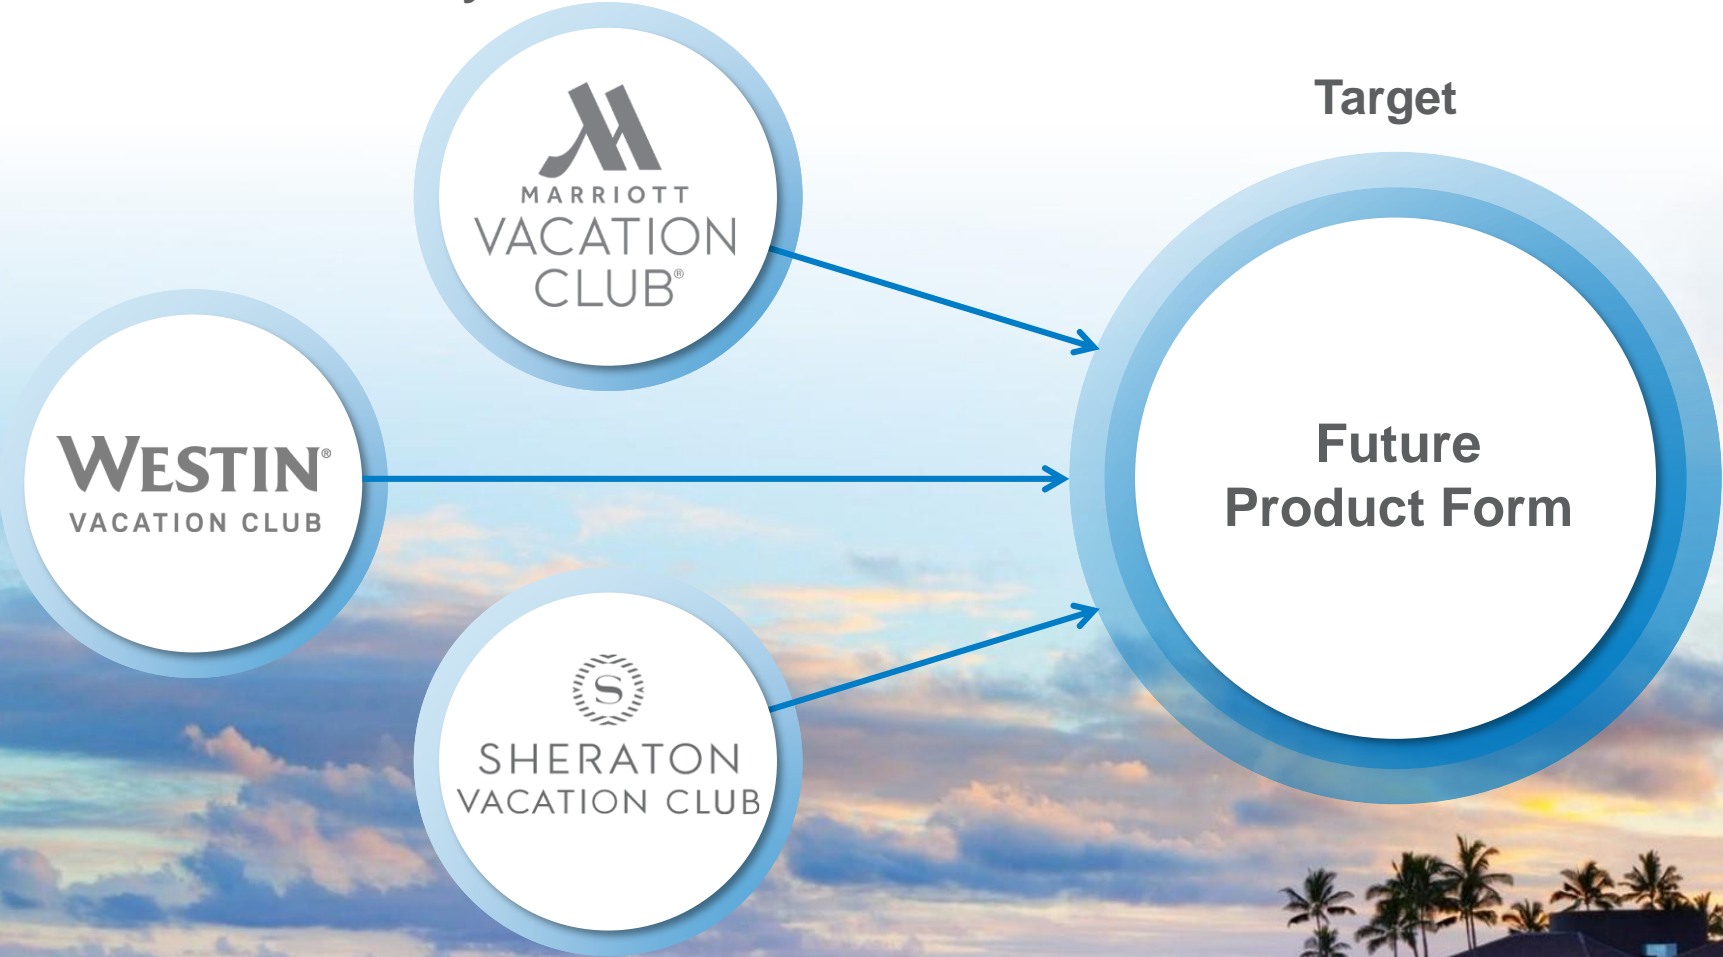 MARRIOTT
VACATION
CLUB®
WESTIN®
VACATION CLUB
S
SHERATON
VACATION CLUB
Target
Future
Product Form